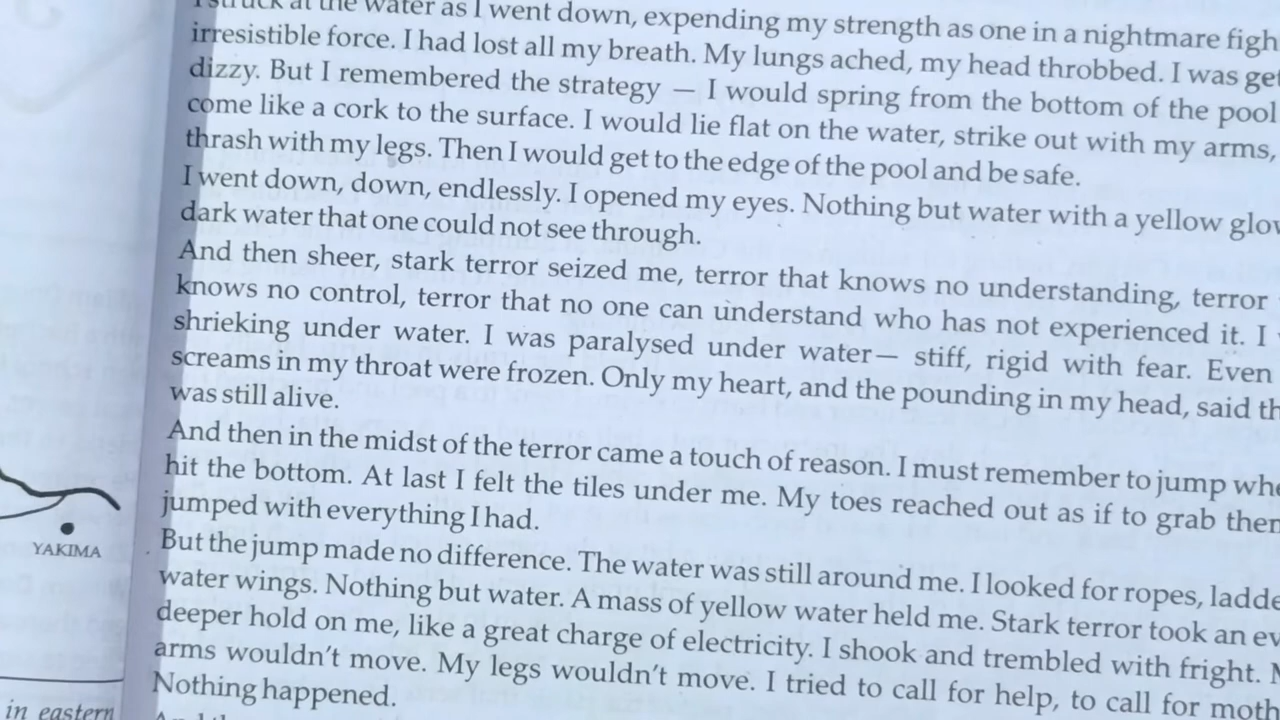 I struck at the water as I went down, expending my strength as one in a nightmare
irresistible force. I had lost all my breath. My lungs ached, my head throbbed. I was
dizzy. But I remembered the strategy — I would spring from the bottom of the pool
come like a cork to the surface. I would lie flat on the water, strike out with my arms,
thrash with my legs. Then I would get to the edge of the pool and be safe.
I went down, down, endlessly. I opened my eyes. Nothing but water with a yellow
dark water that one could not see through.
And then sheer, stark terror seized me, terror that knows no understanding, terror
knows no control, terror that no one can understand who has not experienced it. I
shrieking under water. I was paralysed under water— stiff, rigid with fear. Even
screams in my throat were frozen. Only my heart, and the pounding in my head, said
was still alive.
And then in the midst of the terror came a touch of reason. I must remember to jump
hit the bottom. At last I felt the tiles under me. My toes reached out as if to grab
jumped with everything I had.
But the jump made no difference. The water was still around me. I looked for ropes,
water wings. Nothing but water. A mass of yellow water held me. Stark terror took an
deeper hold on me, like a great charge of electricity. I shook and trembled with fright.
arms wouldn't move. My legs wouldn't move. I tried to call for help, to call for
Nothing happened.
YAKIMA
in eastern